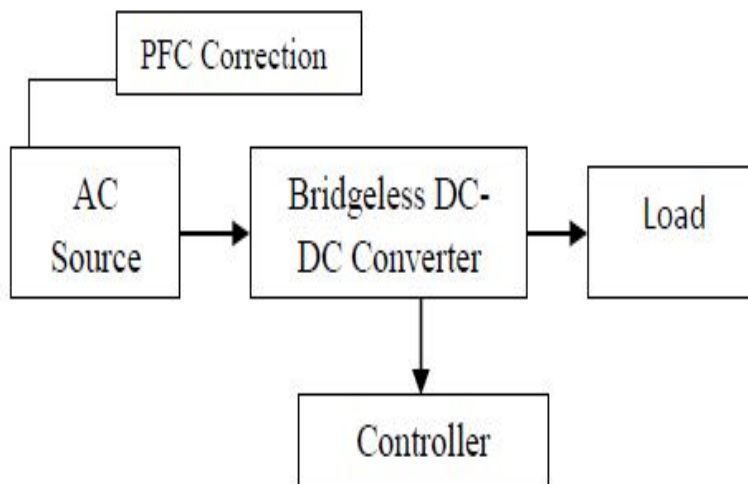 PFC Correction
AC
Source
Bridgeless DC-
DC Converter
Load
Controller